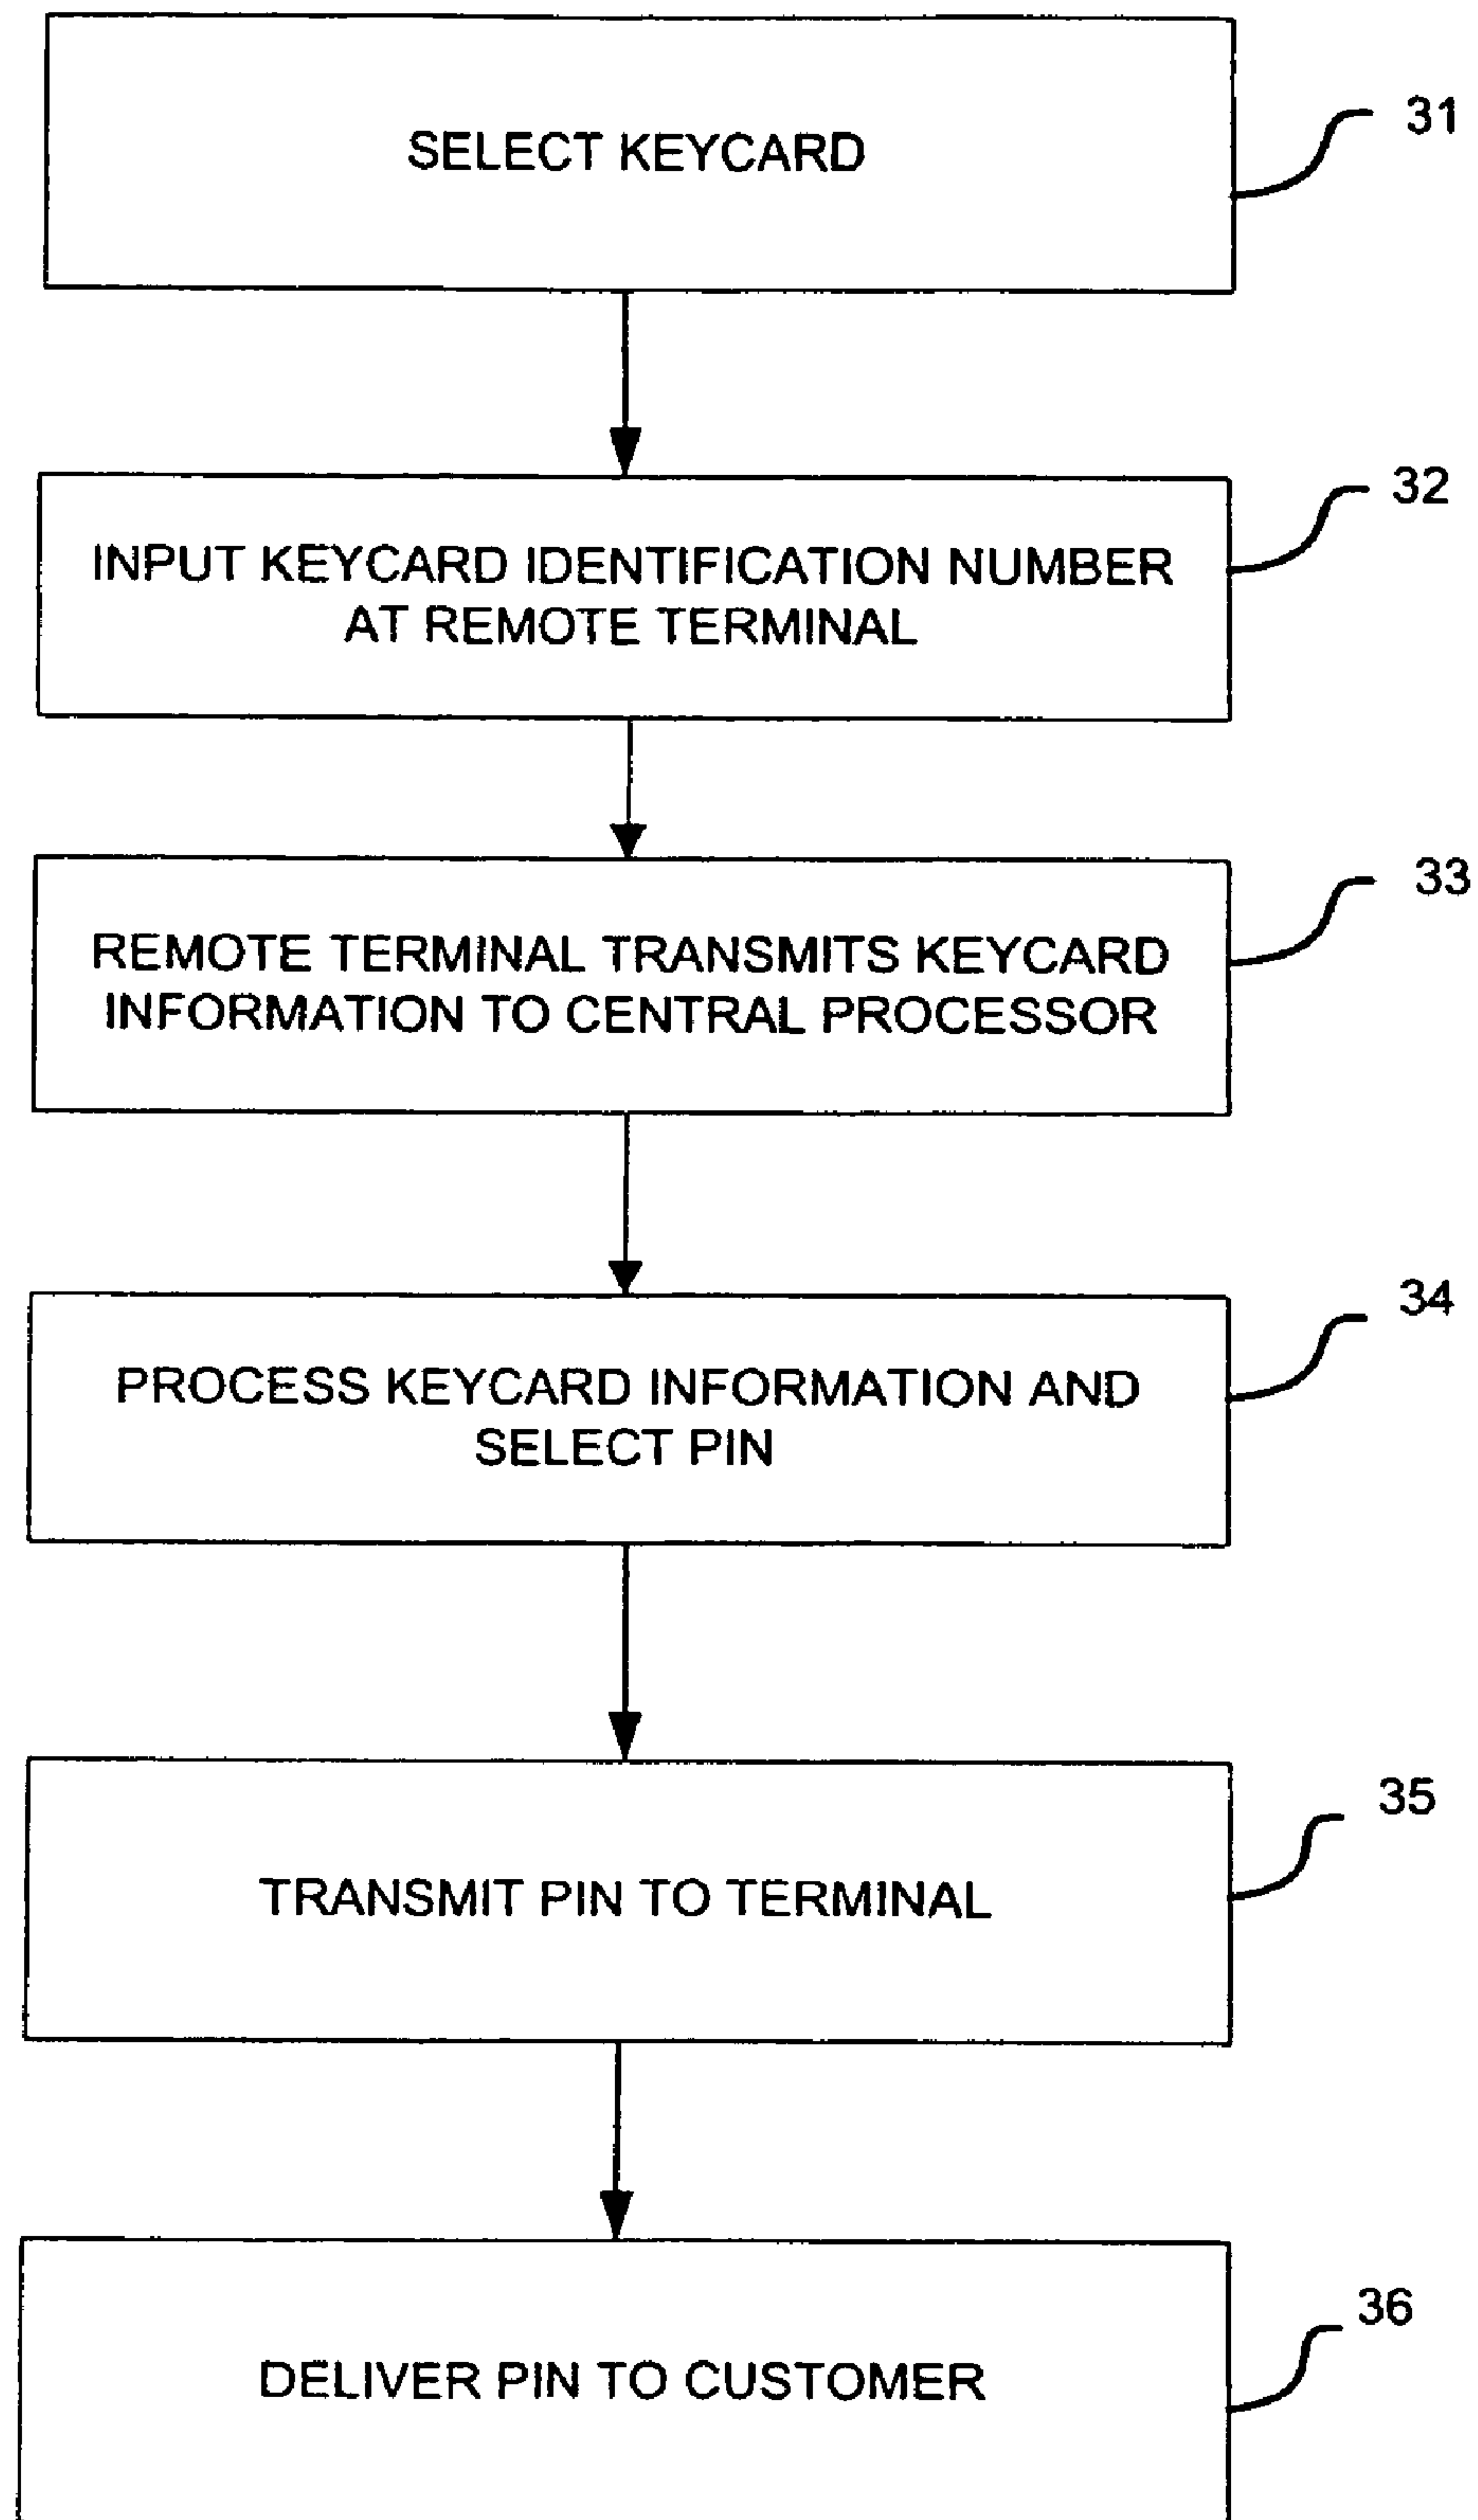 SELECT KEYCARD
31
INPUT KEYCARD IDENTIFICATION NUMBER
AT REMOTE TERMINAL
32
REMOTE TERMINAL TRANSMITS KEYCARD
INFORMATION TO CENTRAL PROCESSOR
33
PROCESS KEYCARD INFORMATION AND
SELECT PIN
34
TRANSMIT PIN TO TERMINAL
35
DELIVER PIN TO CUSTOMER
36